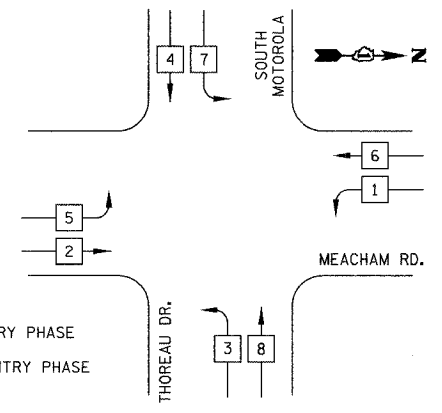 4 7
SOUTH
MOTOROLA
N
6
1
5
2
MEACHAM RD.
THOREAU DR.
3 8
RY PHASE
NTRY PHASE